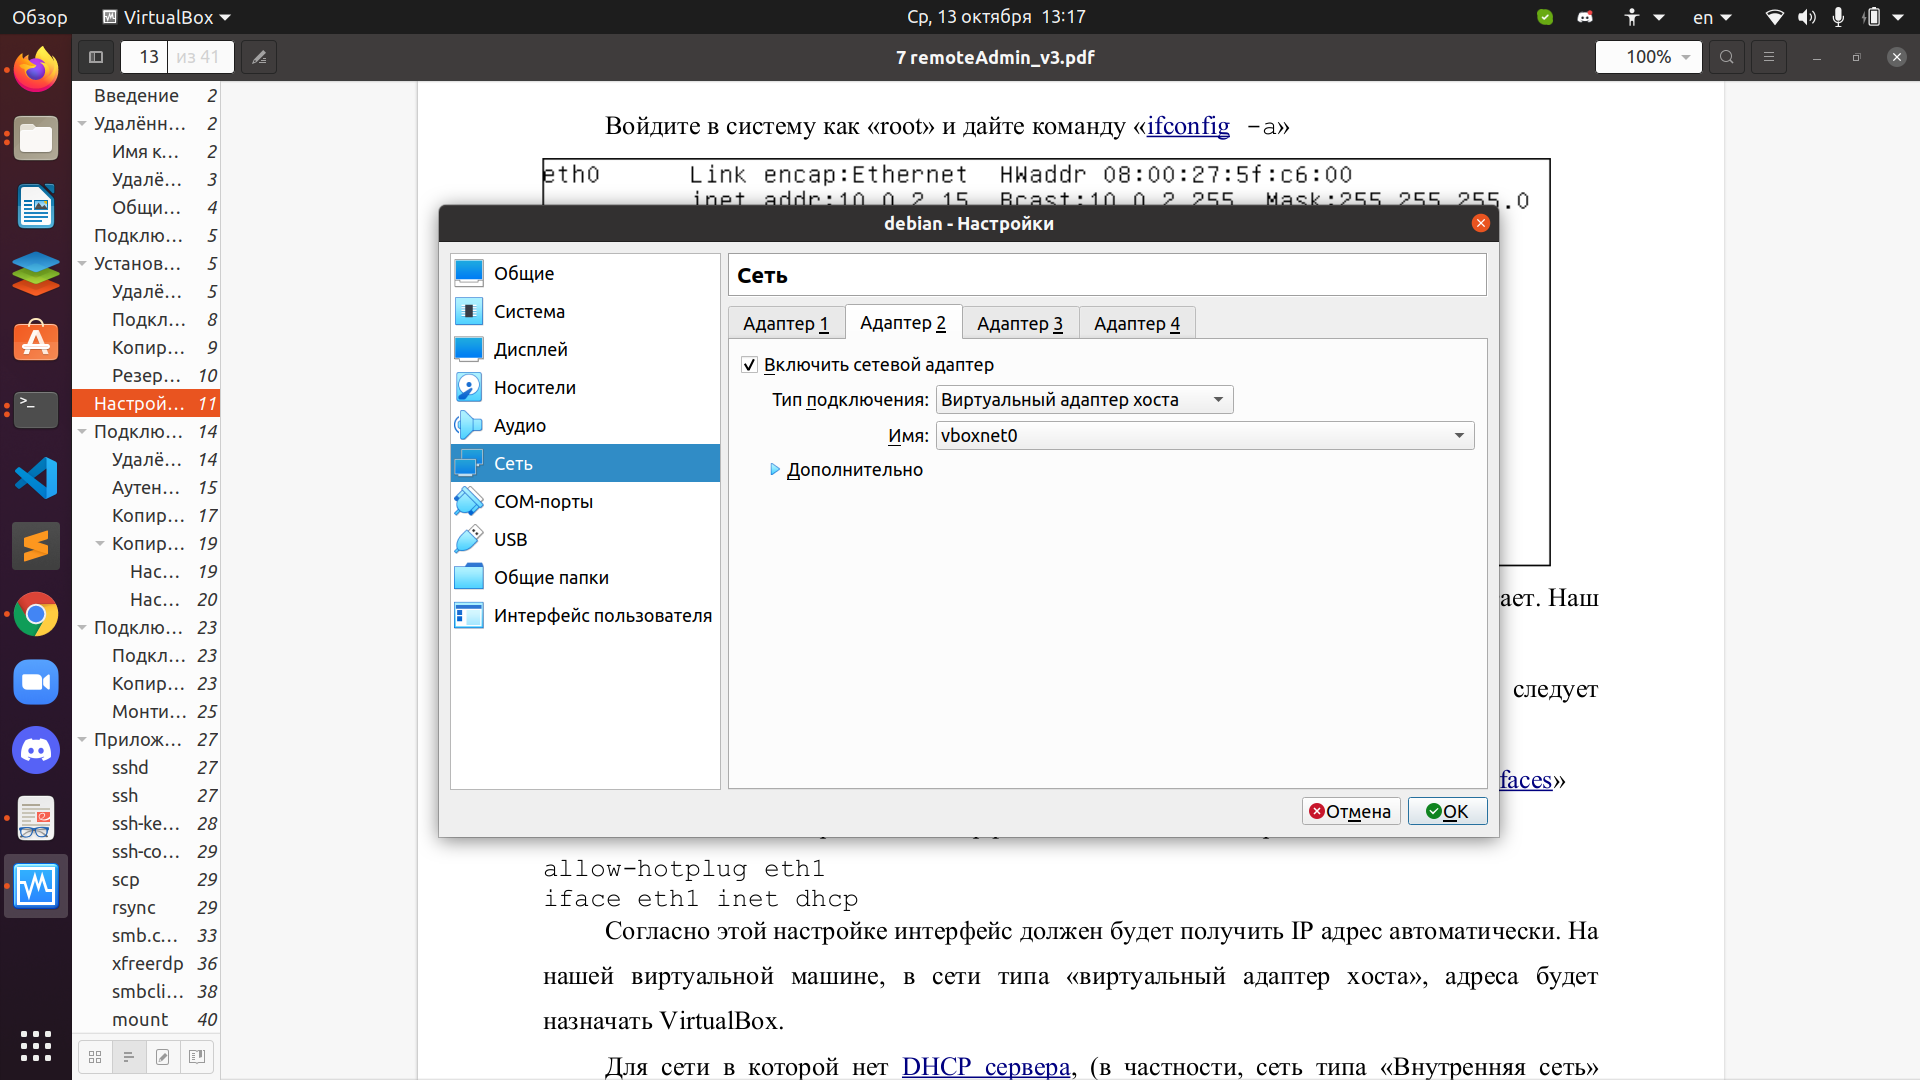 Обзор
VirtualBox
Ср, 13 октября 13:17
en
13 из 41
7 remoteAdmin_v3.pdf
100%
Введение 2
Удалённ... 2
Имя к... 2
Удалё... 3
Общи... 4
Подклю... 5
Установ... 5
Удалё... 5
Подкл... 8
Копир... 9
Резер... 10
Настрой... 11
Подклю... 14
Удалё... 14
Аутен... 15
Копир... 17
Копир... 19
Нас... 19
Нас... 20
Подклю... 23
Подкл... 23
Копир... 23
Монти... 25
Прилож... 27
sshd 27
ssh 27
ssh-ke... 28
ssh-co... 29
scp 29
rsync 29
smb.c... 33
xfreerdp 36
smbcli... 38
mount 40
Войдите в систему как «root» и дайте команду «ifconfig -a»
eth0 Link encap:Ethernet HWaddr 08:00:27:5f:c6:00
inet addr:10.0.2.15 Bcast:10.0.2.255 Mask:255.255.255.0
debian - Настройки
Общие
Система
Дисплей
Носители
Аудио
Сеть
COM-порты
USB
Общие папки
Интерфейс пользователя
Сеть
Адаптер 1
Адаптер 2
Адаптер 3
Адаптер 4
Включить сетевой адаптер
Тип подключения: Виртуальный адаптер хоста
Имя: vboxnet0
Дополнительно
Отмена
OK
ает. Наш
следует
faces»
allow-hotplug eth1
iface eth1 inet dhcp
Согласно этой настройке интерфейс должен будет получить IP адрес автоматически. На
нашей виртуальной машине, в сети типа «виртуальный адаптер хоста», адреса будет
назначать VirtualBox.
Для сети в которой нет DHCP сервера, (в частности, сеть типа «Внутренняя сеть»